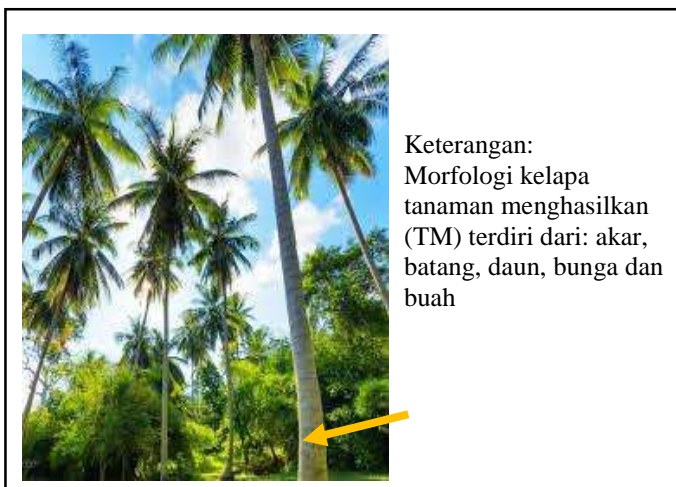 Keterangan:
Morfologi kelapa
tanaman menghasilkan
(TM) terdiri dari: akar,
batang, daun, bunga dan
buah